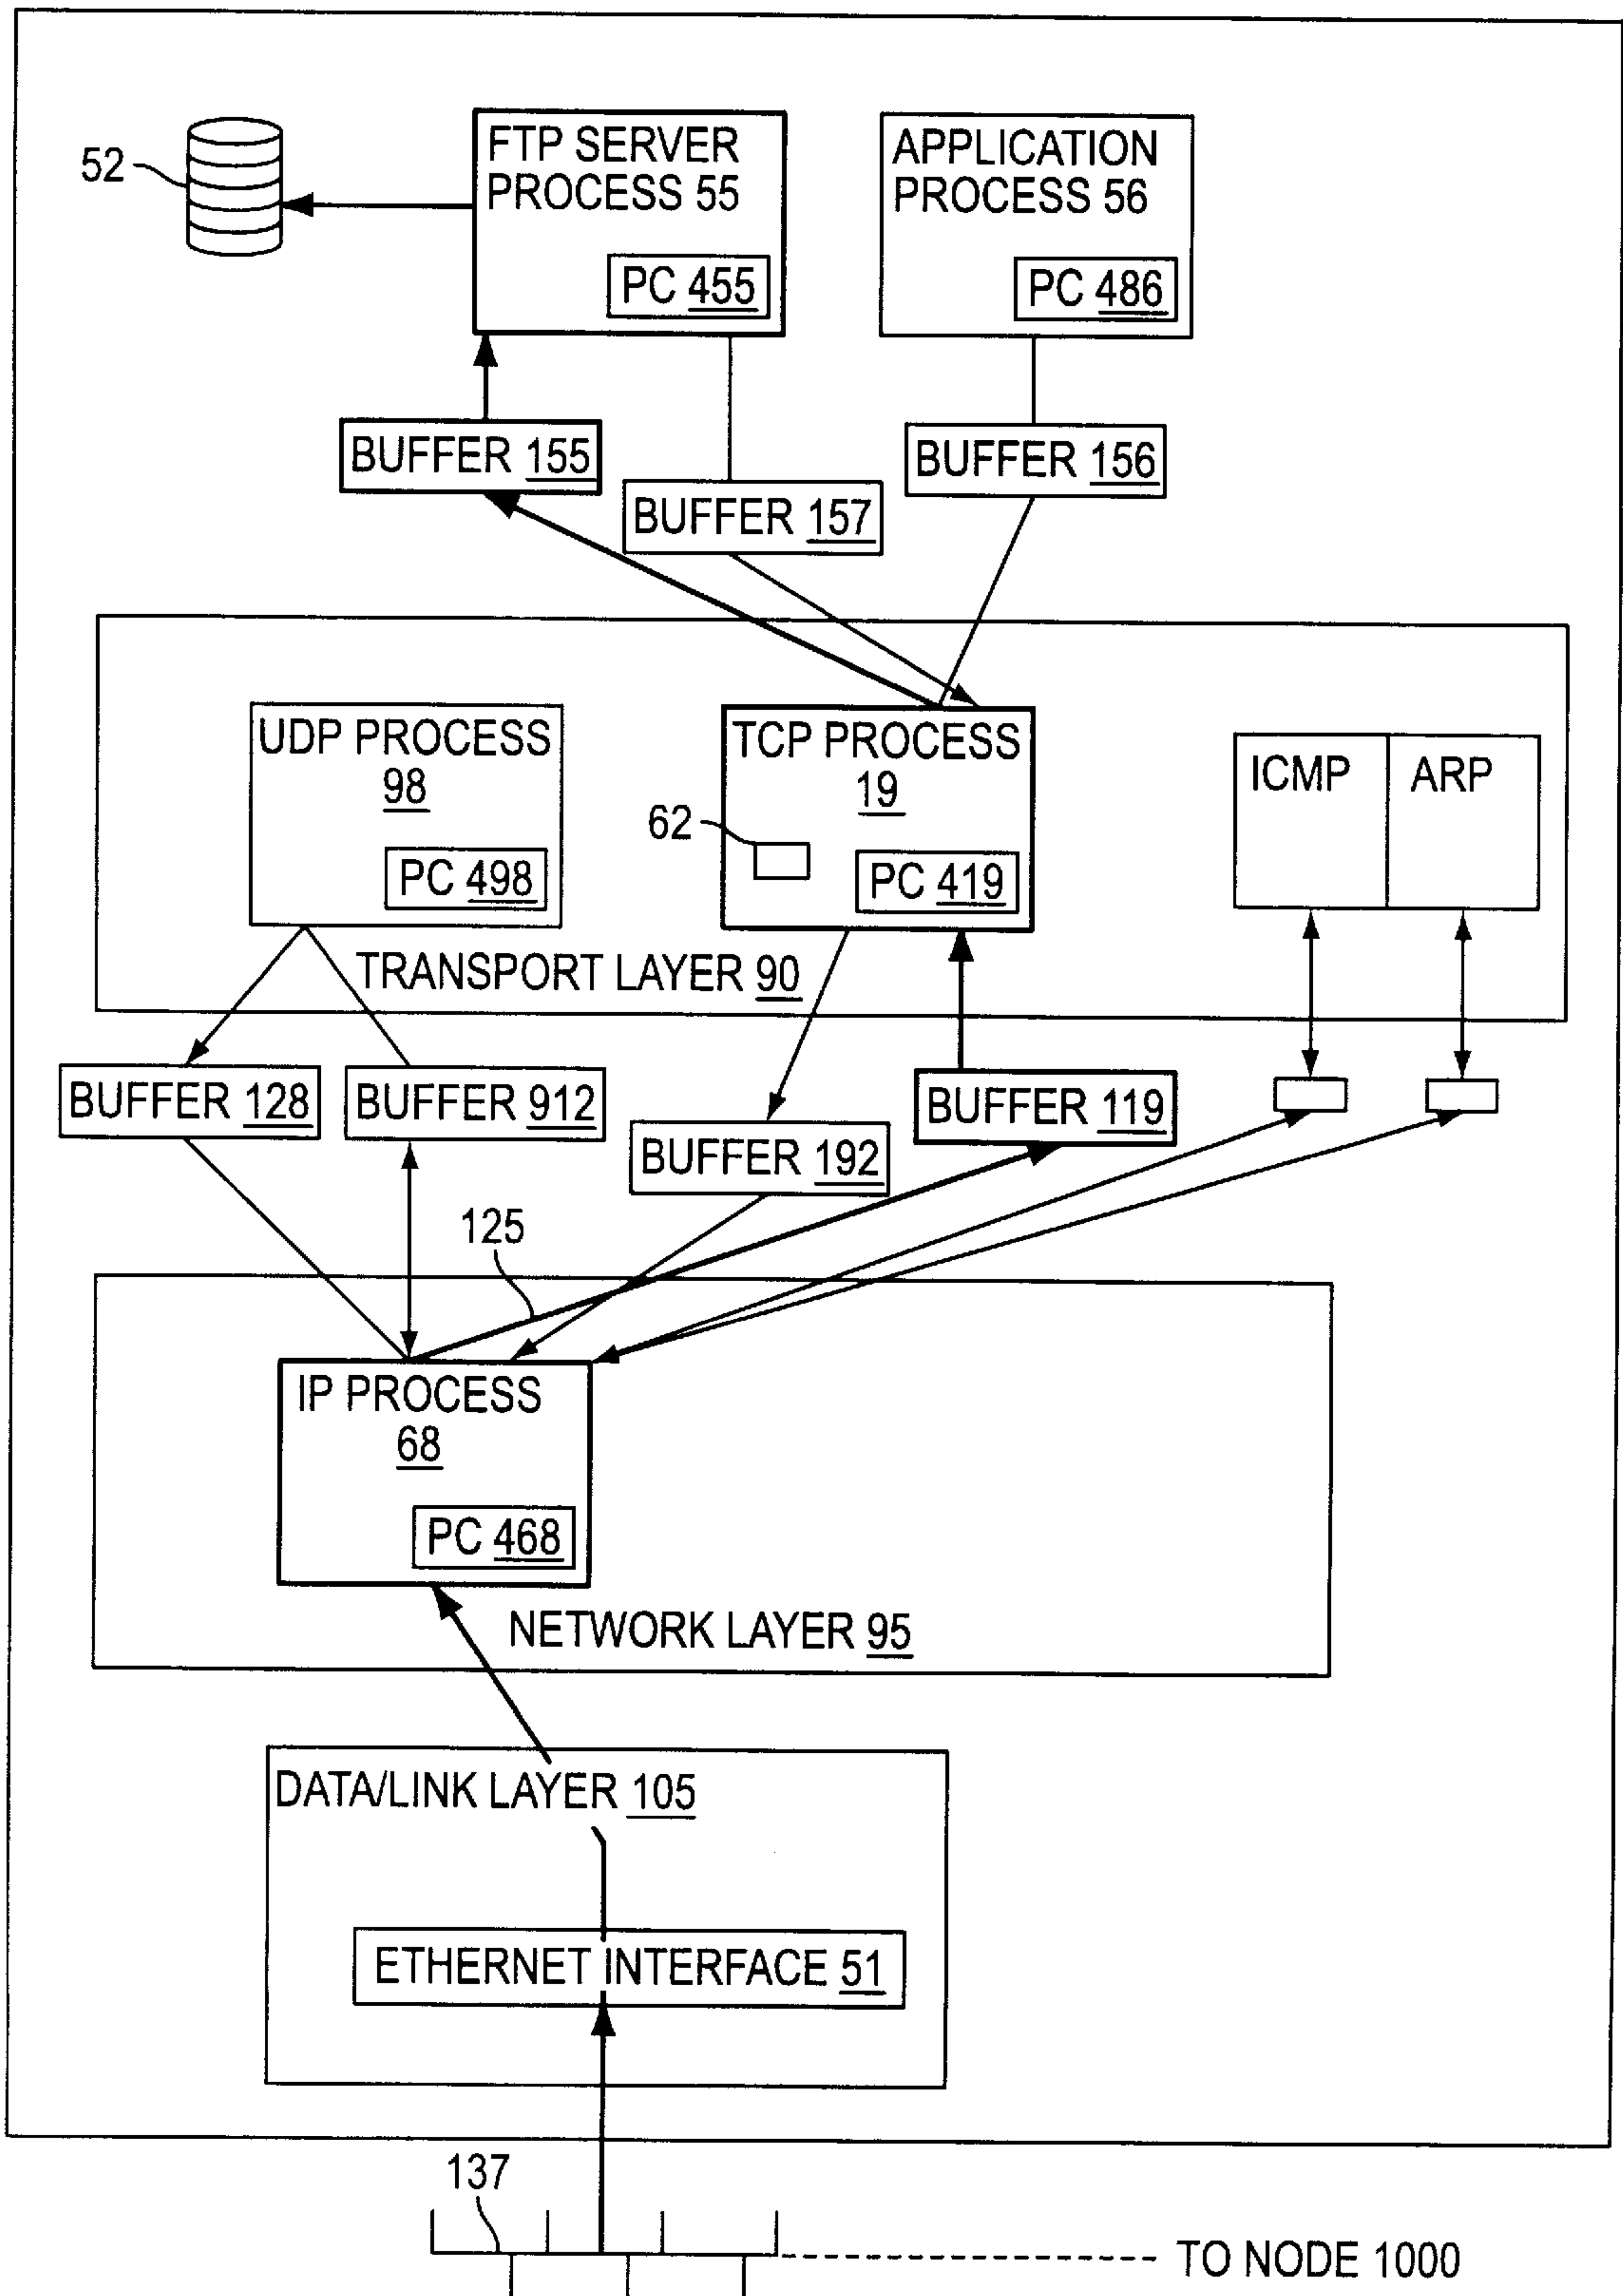 52
FTP SERVER
PROCESS 55
PC 455
APPLICATION
PROCESS 56
PC 486
BUFFER 155
BUFFER 157
BUFFER 156
UDP PROCESS
98
PC 498
TCP PROCESS
19
62
PC 419
ICMP
ARP
TRANSPORT LAYER 90
BUFFER 128
BUFFER 912
BUFFER 192
BUFFER 119
125
IP PROCESS
68
PC 468
NETWORK LAYER 95
DATA/LINK LAYER 105
ETHERNET INTERFACE 51
137
TO NODE 1000